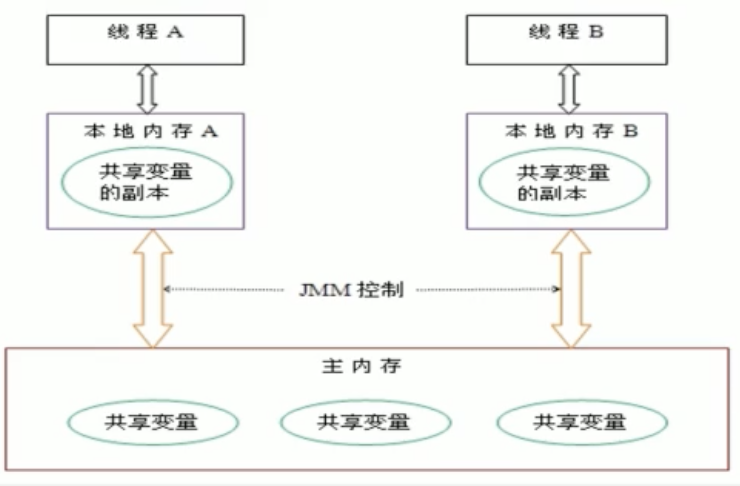 线程 A
线程 B
本地内存 A
本地内存 B
共享变量
的副本
共享变量
的副本
JMM 控制
主内存
共享变量
共享变量
共享变量